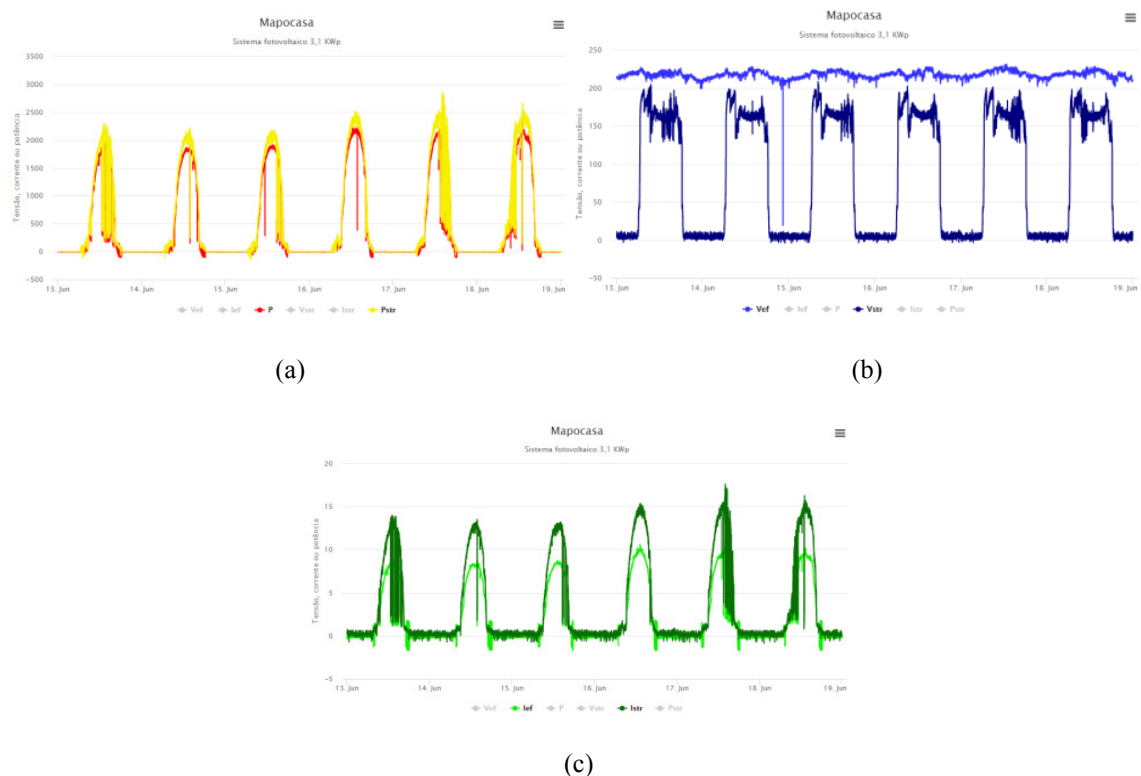 Mapocasa
Sistema fotovoltaico 3,1 KWp
Tensão, corrente ou potência
3500
3000
2500
2000
1500
1000
500
0
−500
13. Jun 14. Jun 15. Jun 16. Jun 17. Jun 18. Jun 19. Jun
Vef Ief P Vstr Istr Pstr
(a)
Mapocasa
Sistema fotovoltaico 3,1 KWp
Tensão, corrente ou potência
250
200
150
100
50
0
−50
13. Jun 14. Jun 15. Jun 16. Jun 17. Jun 18. Jun 19. Jun
Vef Ief P Vstr Istr Pstr
(b)
Mapocasa
Sistema fotovoltaico 3,1 KWp
Tensão, corrente ou potência
20
15
10
5
0
−5
13. Jun 14. Jun 15. Jun 16. Jun 17. Jun 18. Jun 19. Jun
Vef Ief P Vstr Istr Pstr
(c)